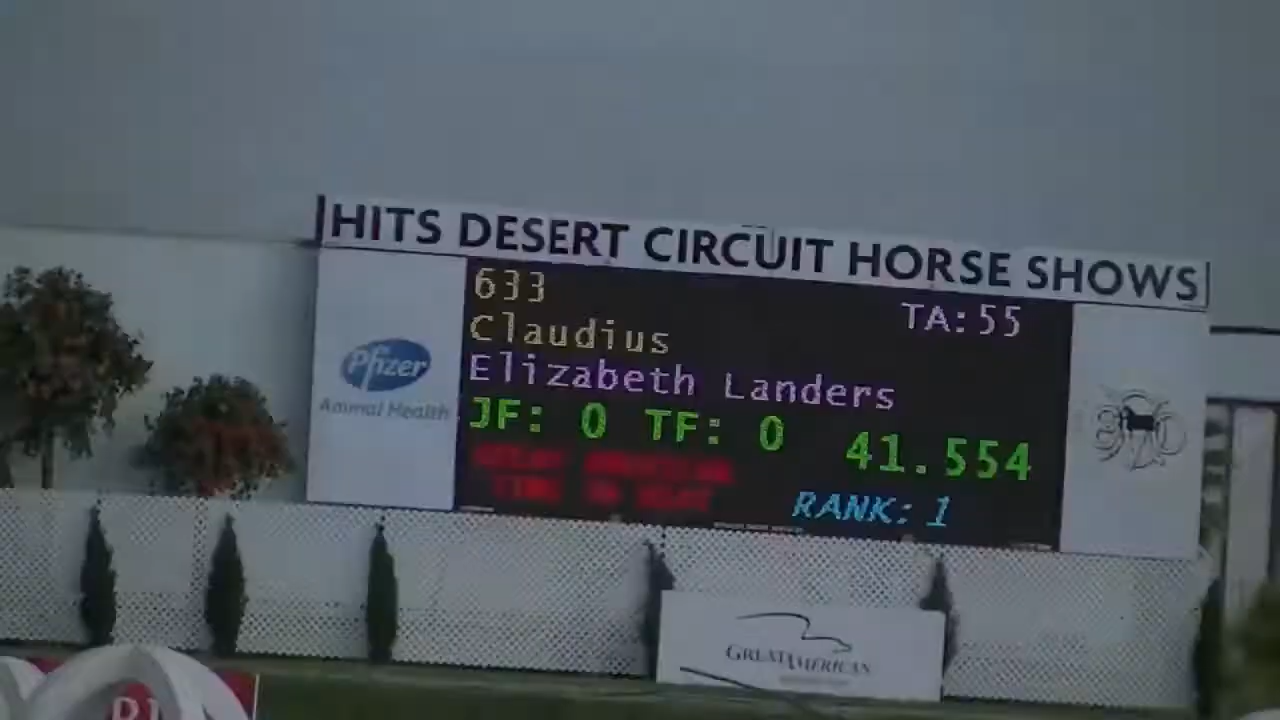 HITS DESERT CIRCUIT HORSE SHOWS
633
TA:55
Claudius
Elizabeth Landers
JF: 0 TF: 0 41.554
RANK: 1
Pfizer
Animal Health
GREATAMERICAN